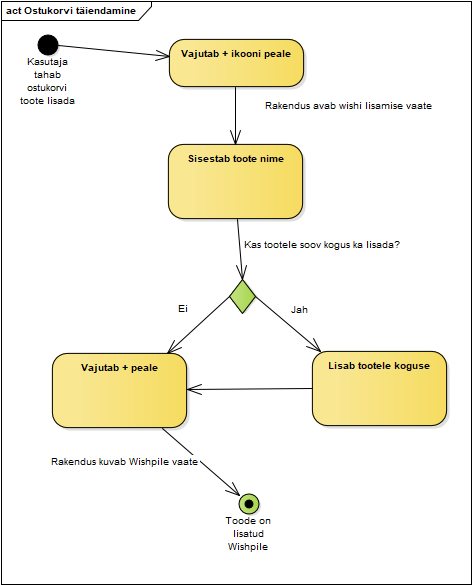 act Ostukorvi täiendamine
Kasutaja
tahab
ostukorvi
toote lisada
Vajutab + ikooni peale
Rakendus avab wishi lisamise vaate
Sisestab toote nime
Kas tootele soov kogus ka lisada?
Ei
Jah
Vajutab + peale
Lisab tootele koguse
Rakendus kuvab Wishpile vaate
Toode on
lisatud
Wishpile